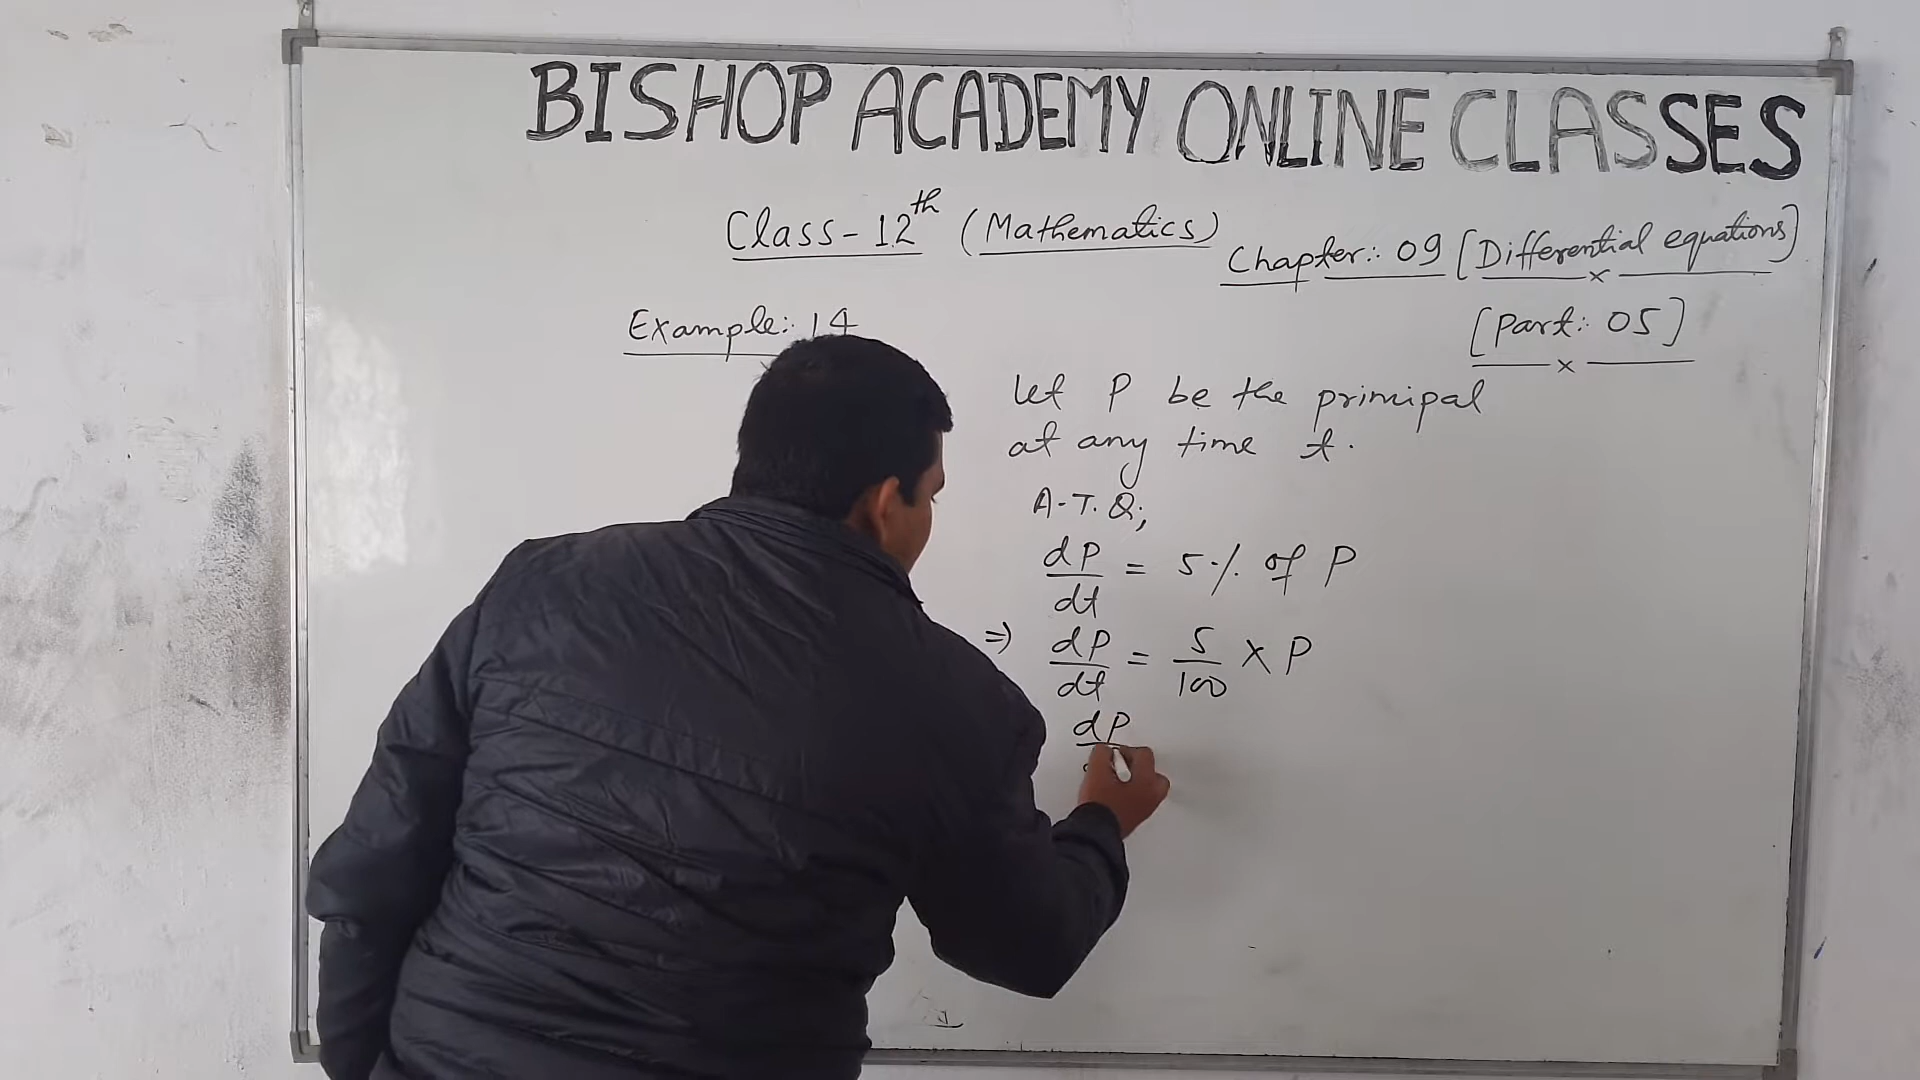 BISHOP ACADEMY ONLINE CLASSES
Class-12th (Mathematics)
Chapter:. 09 [Differential equations]
[Part:. 05]
Example:. 14
let P be the principal
at any time t.
A.T.Q;
dP/dt = 5% of P
=) dP/dt = 5/100 × P
dP